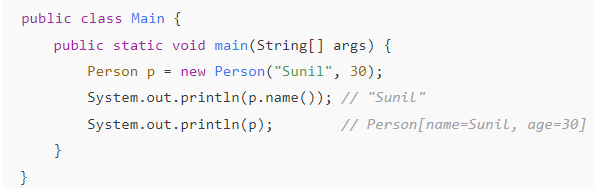 public class Main {
    public static void main(String[] args) {
        Person p = new Person("Sunil", 30);
        System.out.println(p.name()); // "Sunil"
        System.out.println(p);        // Person[name=Sunil, age=30]
    }
}